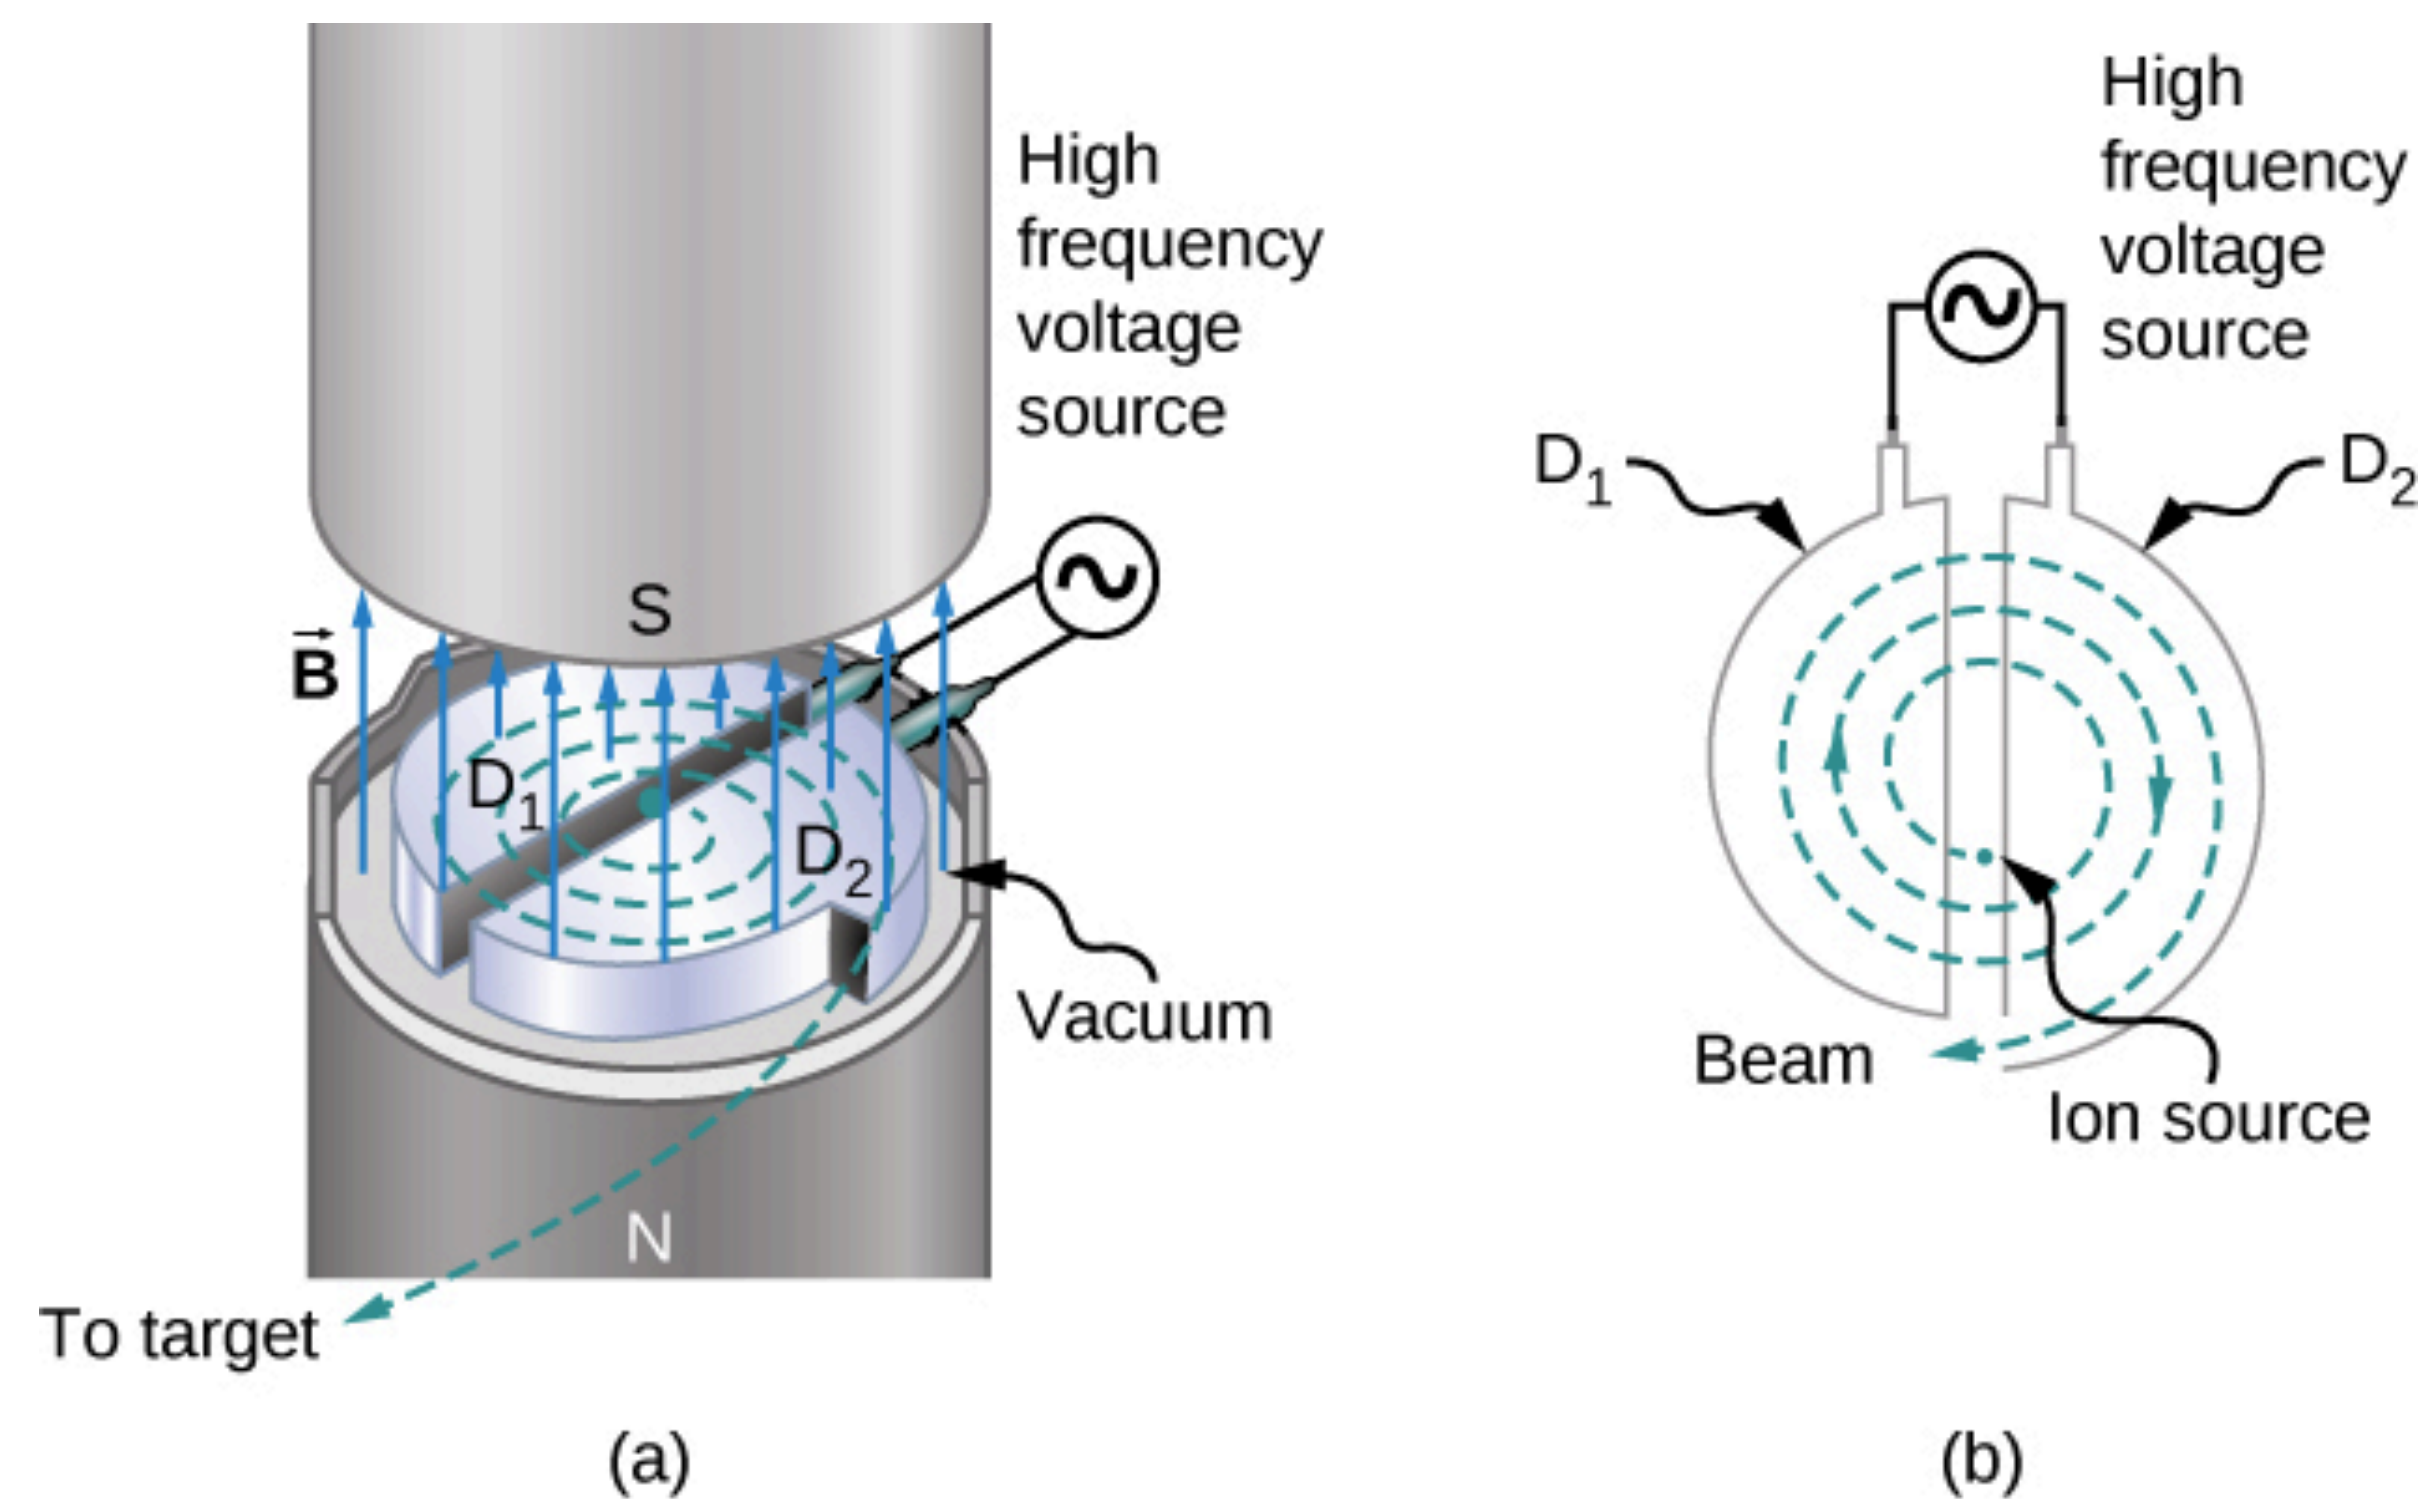 High
frequency
voltage
source
S
B
D1
D2
Vacuum
N
To target
(a)
High
frequency
voltage
source
D1
D2
Beam
Ion source
(b)